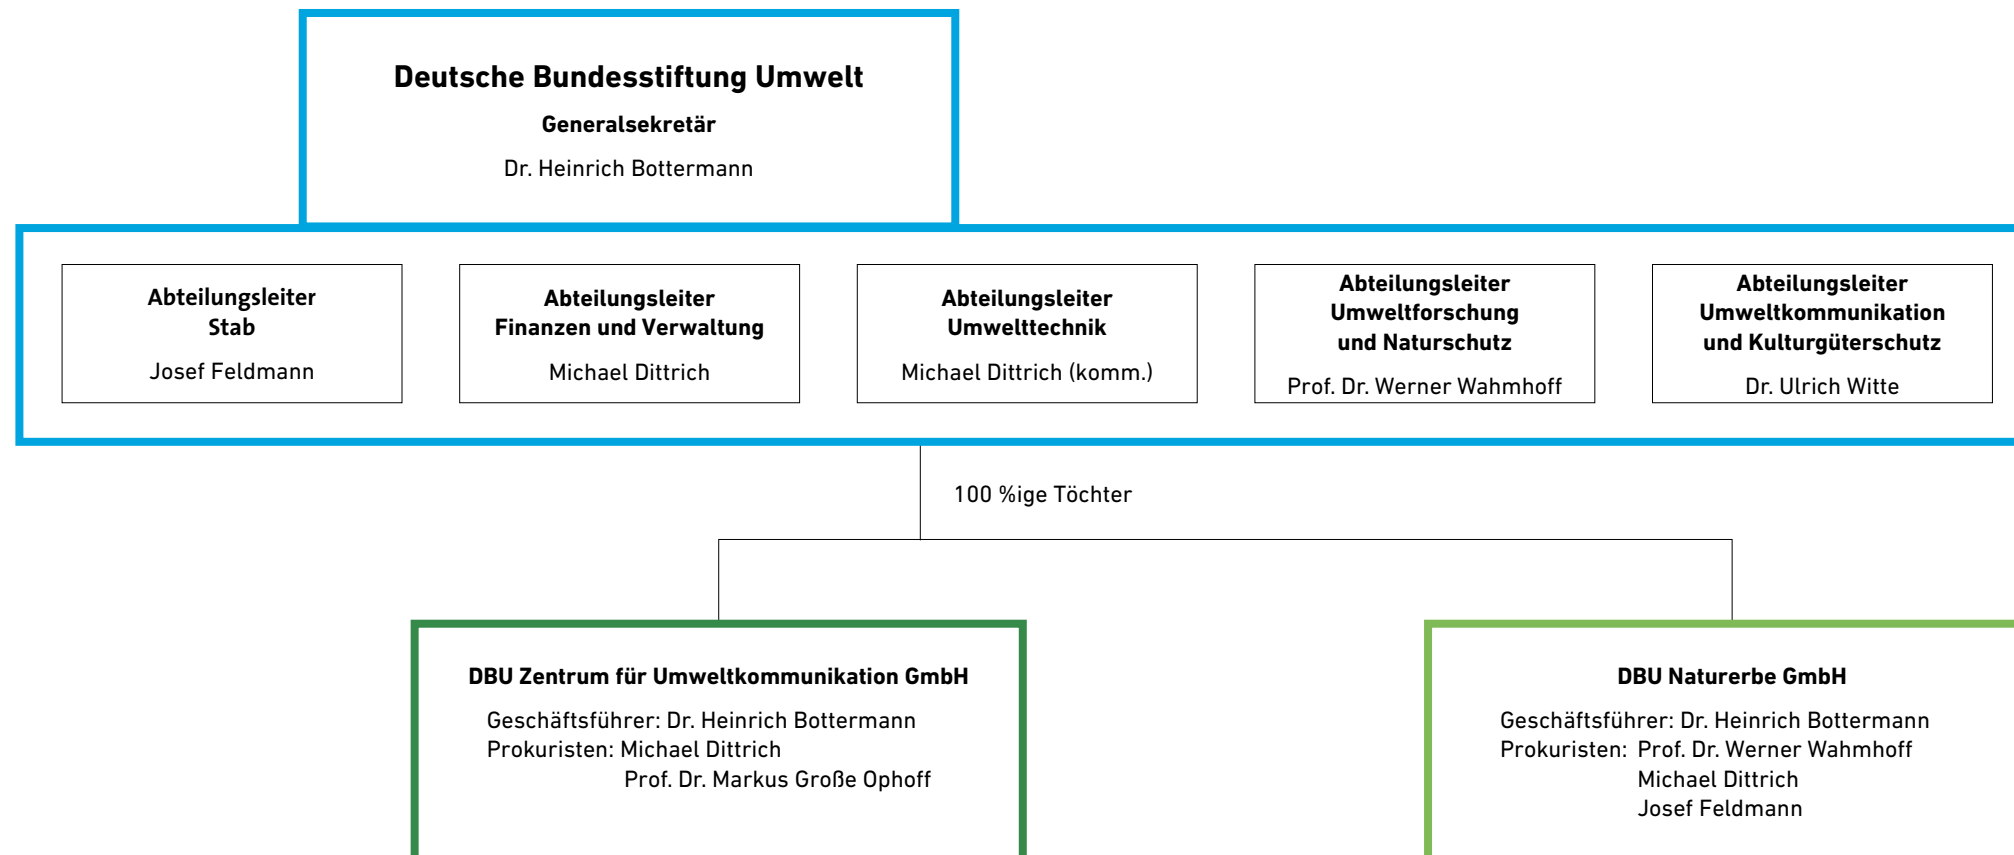 Deutsche Bundesstiftung Umwelt
Generalsekretär
Dr. Heinrich Bottermann
Abteilungsleiter
Stab
Josef Feldmann
Abteilungsleiter
Finanzen und Verwaltung
Michael Dittrich
Abteilungsleiter
Umwelttechnik
Michael Dittrich (komm.)
Abteilungsleiter
Umweltforschung
und Naturschutz
Prof. Dr. Werner Wahmhoff
Abteilungsleiter
Umweltkommunikation
und Kulturgüterschutz
Dr. Ulrich Witte
100 %ige Töchter
DBU Zentrum für Umweltkommunikation GmbH
Geschäftsführer: Dr. Heinrich Bottermann
Prokuristen: Michael Dittrich
Prof. Dr. Markus Große Ophoff
DBU Naturerbe GmbH
Geschäftsführer: Dr. Heinrich Bottermann
Prokuristen: Prof. Dr. Werner Wahmhoff
Michael Dittrich
Josef Feldmann